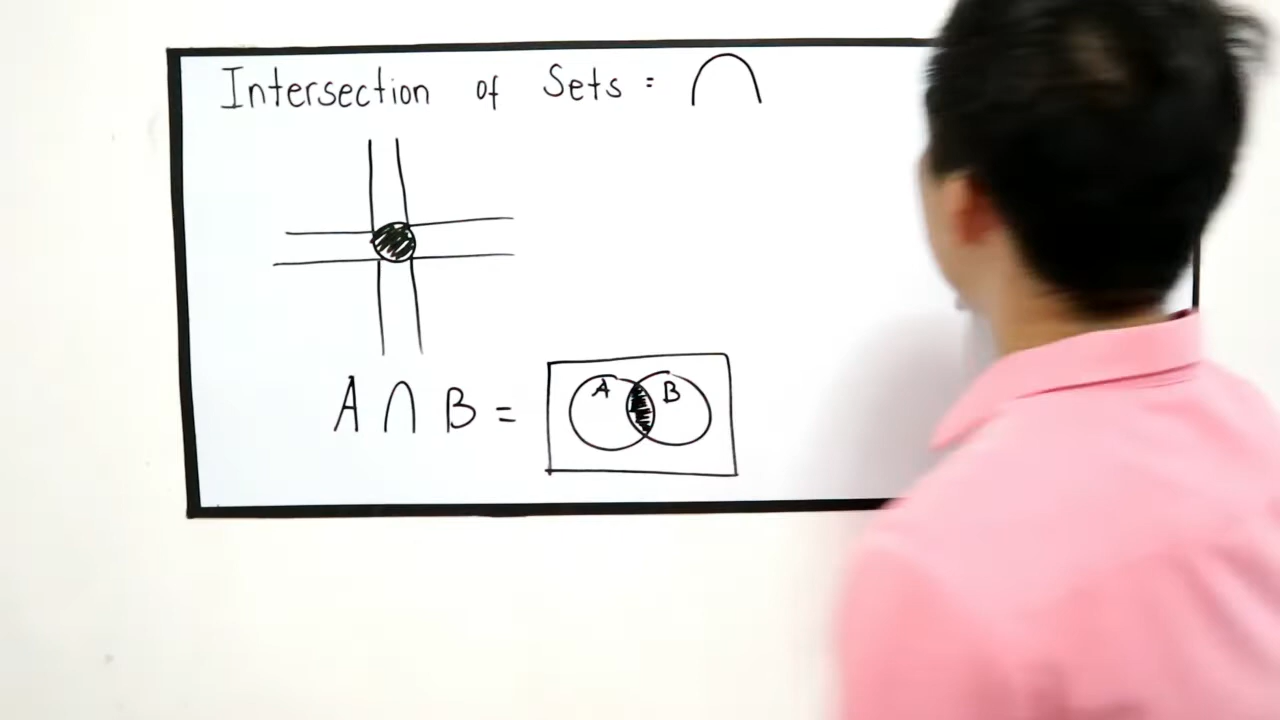 Intersection of Sets : ∩
A ∩ B =
A B